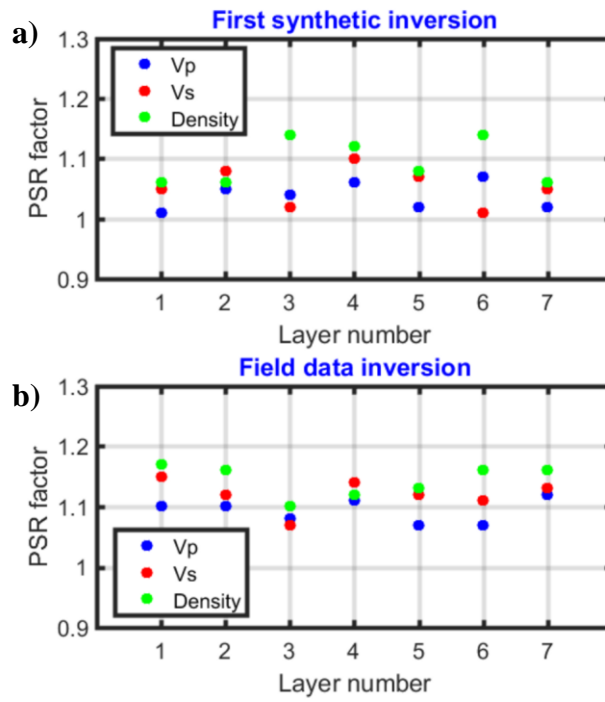 a)
First synthetic inversion
PSR factor
1.3
1.2
1.1
1
0.9
Vp
Vs
Density
1 2 3 4 5 6 7
Layer number
b)
Field data inversion
PSR factor
1.3
1.2
1.1
1
0.9
Vp
Vs
Density
1 2 3 4 5 6 7
Layer number